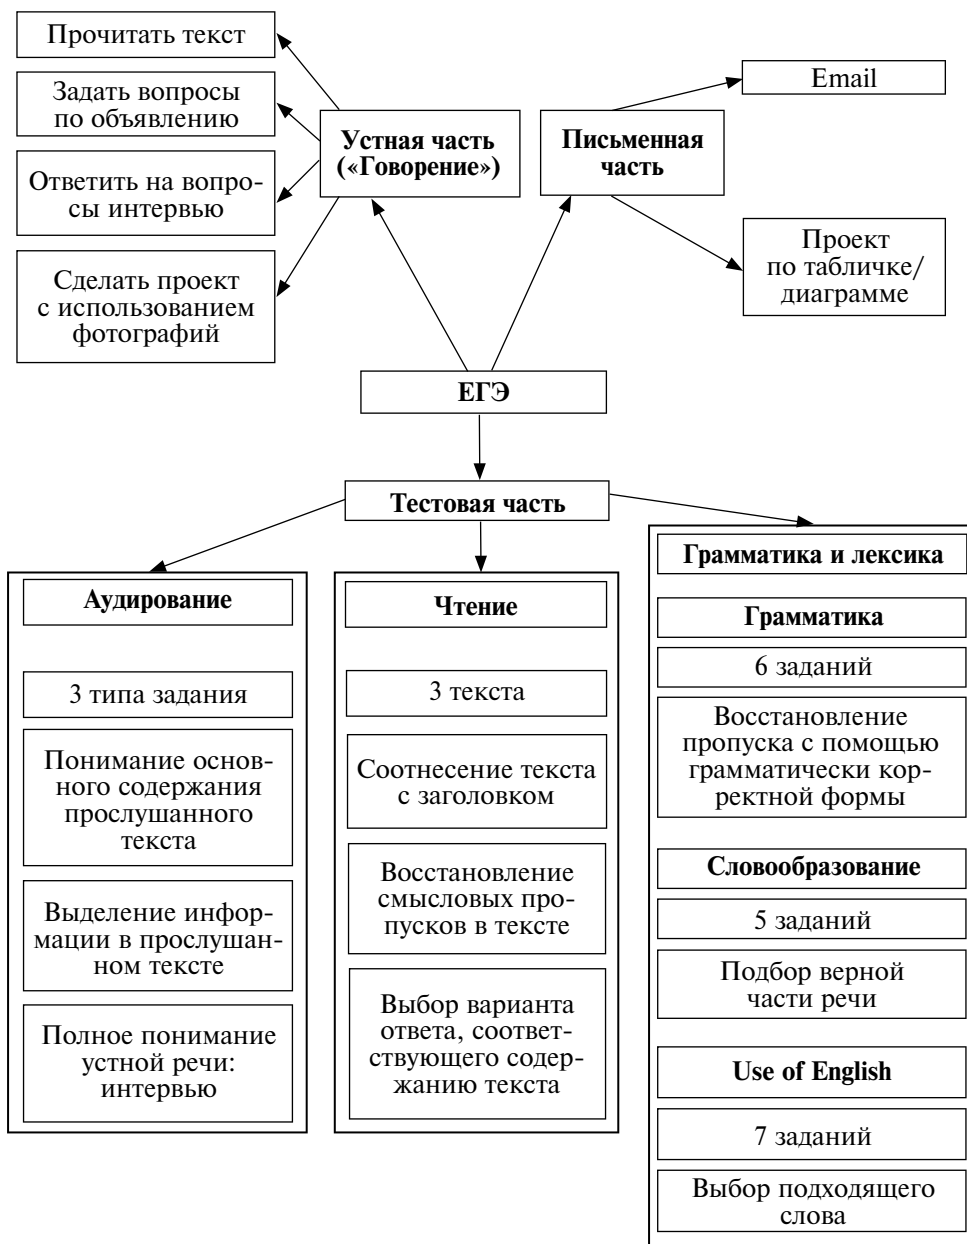 Прочитать текст
Задать вопросы
по объявлению
Ответить на вопро-
сы интервью
Сделать проект
с использованием
фотографий
Устная часть
(«Говорение»)
Письменная
часть
Email
Проект
по табличке/
диаграмме
ЕГЭ
Тестовая часть
Аудирование
3 типа задания
Понимание основ-
ного содержания
прослушанного
текста
Выделение инфор-
мации в прослушан-
ном тексте
Полное понимание
устной речи:
интервью
Чтение
3 текста
Соотнесение текста
с заголовком
Восстановление
смысловых про-
пусков в тексте
Выбор варианта
ответа, соответ-
ствующего содер-
жанию текста
Грамматика и лексика
Грамматика
6 заданий
Восстановление
пропуска с помощью
грамматически кор-
ректной формы
Словообразование
5 заданий
Подбор верной
части речи
Use of English
7 заданий
Выбор подходящего
слова